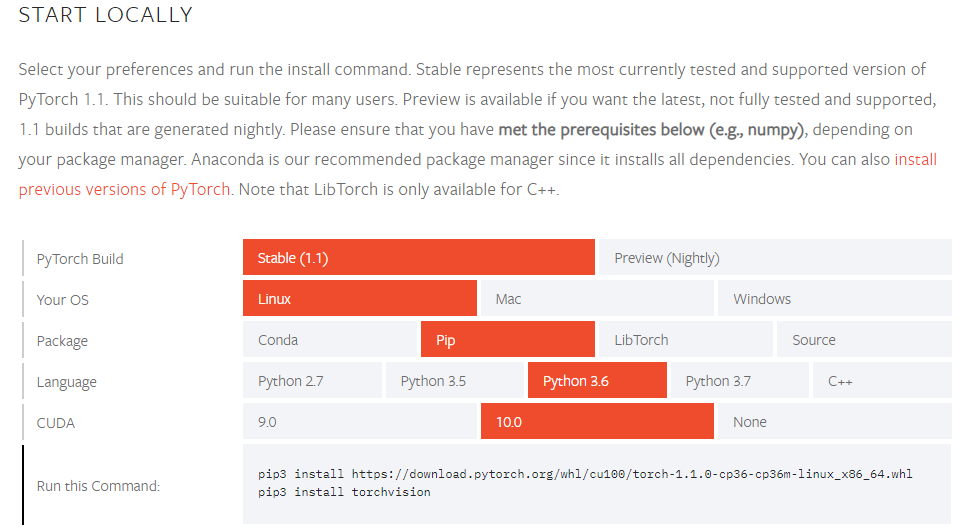 START LOCALLY
Select your preferences and run the install command. Stable represents the most currently tested and supported version of
PyTorch 1.1. This should be suitable for many users. Preview is available if you want the latest, not fully tested and supported,
1.1 builds that are generated nightly. Please ensure that you have met the prerequisites below (e.g., numpy), depending on
your package manager. Anaconda is our recommended package manager since it installs all dependencies. You can also install
previous versions of PyTorch. Note that LibTorch is only available for C++.
PyTorch Build Stable (1.1) Preview (Nightly)
Your OS Linux Mac Windows
Package Conda Pip LibTorch Source
Language Python 2.7 Python 3.5 Python 3.6 Python 3.7 C++
CUDA 9.0 10.0 None
Run this Command:
pip3 install https://download.pytorch.org/whl/cu100/torch-1.1.0-cp36-cp36m-linux_x86_64.whl
pip3 install torchvision